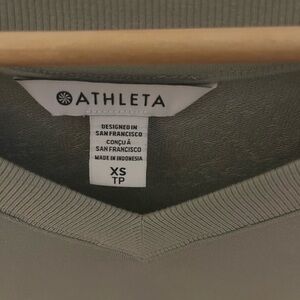 ATHLETA
DESIGNED IN
SAN FRANCISCO
CONÇU À
SAN FRANCISCO
MADE IN INDONESIA
XS
TP